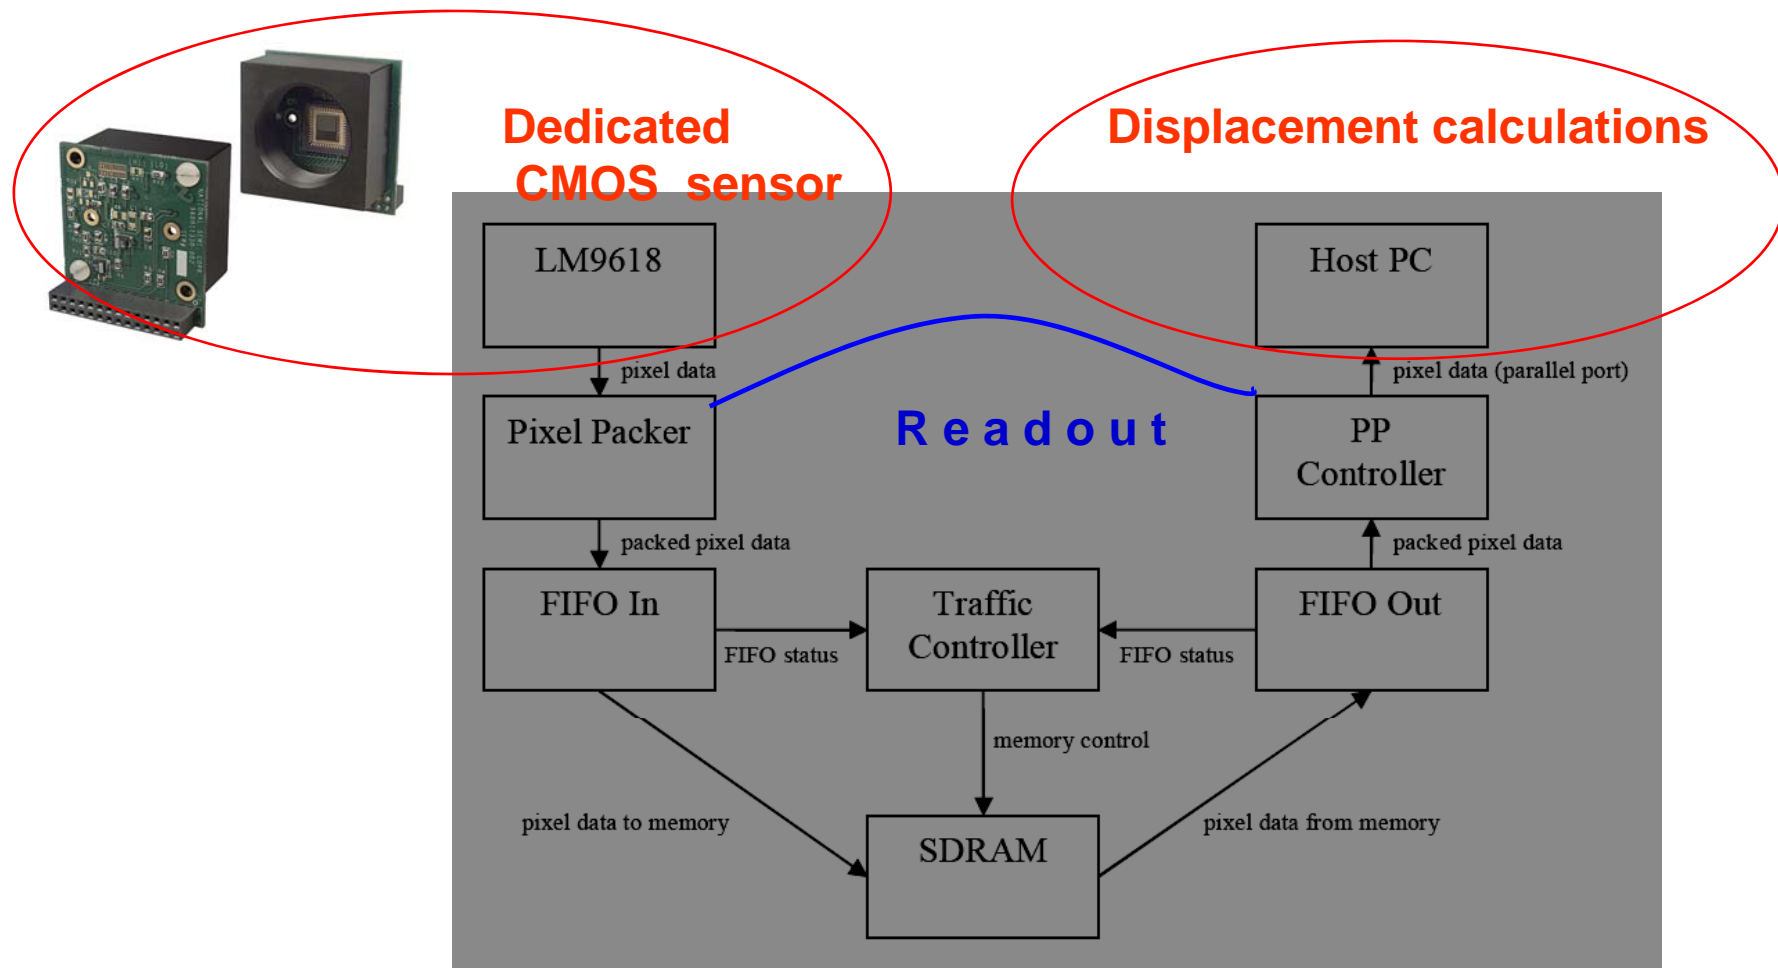 Dedicated
CMOS sensor
Displacement calculations
LM9618
Host PC
pixel data
pixel data (parallel port)
Pixel Packer
R e a d o u t
PP
Controller
packed pixel data
packed pixel data
FIFO In
Traffic
Controller
FIFO Out
FIFO status
FIFO status
memory control
pixel data to memory
pixel data from memory
SDRAM